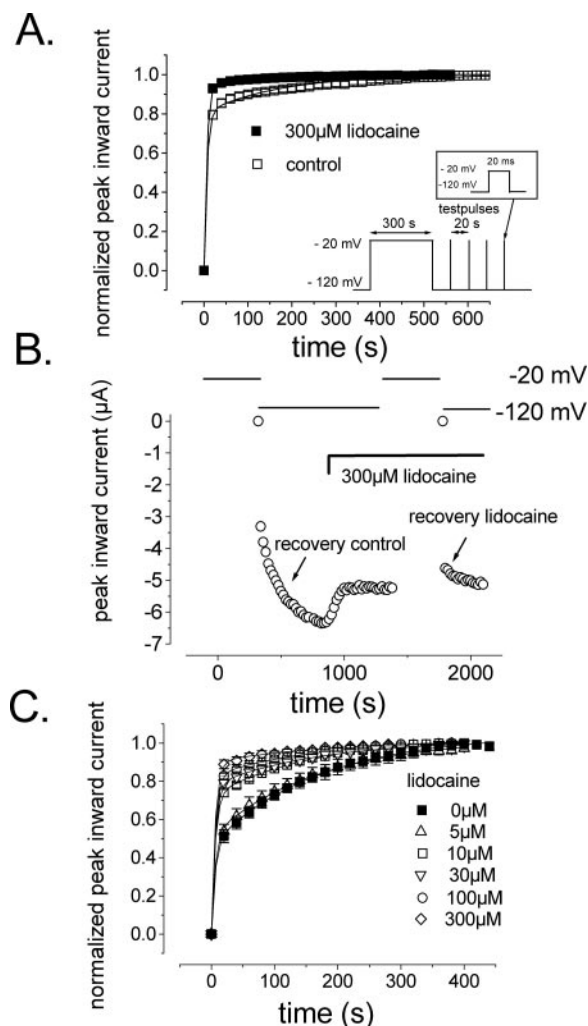 A.
normalized peak inward current
1.0
0.8
0.6
0.4
0.2
0.0
300µM lidocaine
control
20 ms
- 20 mV
-120 mV
testpulses
300 s
20 s
- 20 mV
- 120 mV
0 100 200 300 400 500 600
time (s)
B.
-20 mV
-120 mV
peak inward current (µA)
0
-1
-2
-3
-4
-5
-6
-7
300µM lidocaine
recovery control
recovery lidocaine
0 1000 2000
time (s)
C.
normalized peak inward current
1.0
0.8
0.6
0.4
0.2
0.0
lidocaine
0µM
5µM
10µM
30µM
100µM
300µM
0 100 200 300 400
time (s)